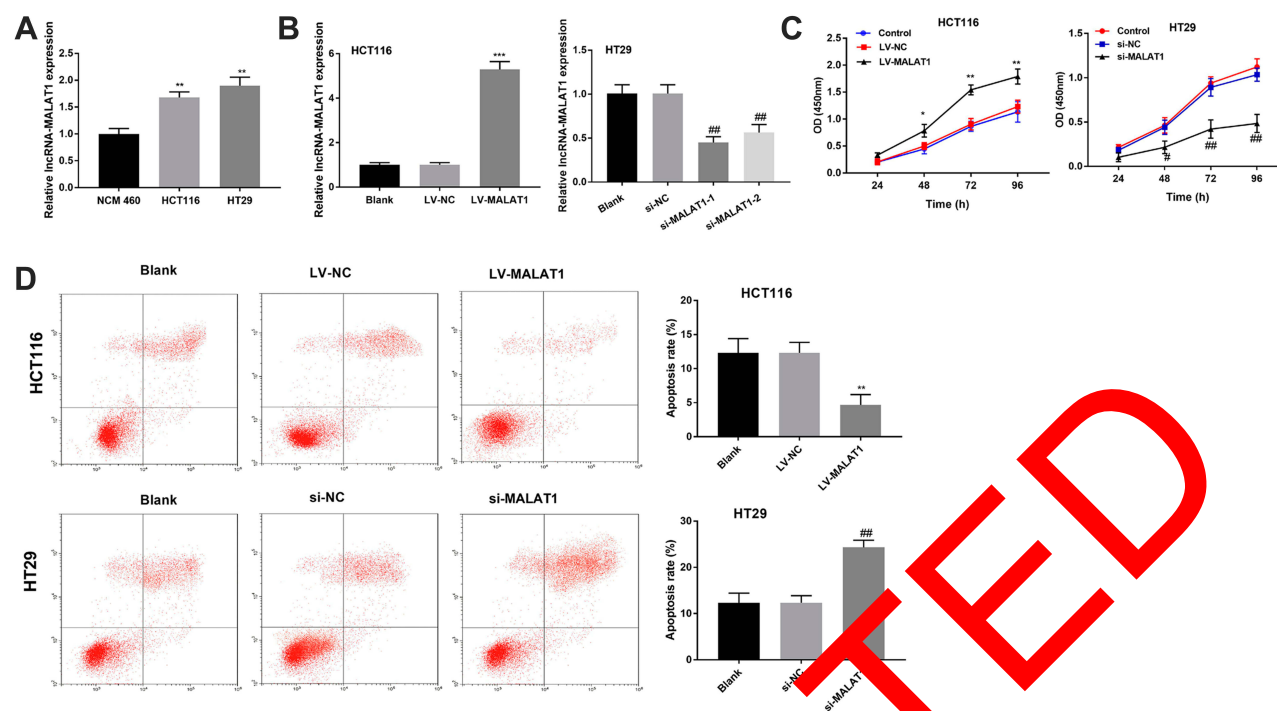 A
Relative lncRNA-MALAT1 expression
2.5
2.0
1.5
1.0
0.5
0.0
**
**
NCM 460 HCT116 HT29
B
HCT116
Relative lncRNA-MALAT1 expression
6
4
2
0
***
Blank LV-NC LV-MALAT1
HT29
Relative lncRNA-MALAT1 expression
1.5
1.0
0.5
0.0
##
##
Blank si-NC si-MALAT1-1 si-MALAT1-2
C
HCT116
Control
LV-NC
LV-MALAT1
OD (450nm)
2.5
2.0
1.5
1.0
0.5
0.0
* ** **
24 48 72 96
Time (h)
HT29
Control
si-NC
si-MALAT1
OD (450nm)
1.5
1.0
0.5
0.0
# ## ##
24 48 72 96
Time (h)
D
Blank LV-NC LV-MALAT1
HCT116
HCT116
Apoptosis rate (%)
20
15
10
5
0
**
Blank LV-NC LV-MALAT1
Blank si-NC si-MALAT1
HT29
HT29
Apoptosis rate (%)
30
20
10
0
##
Blank si-NC si-MALAT
TED